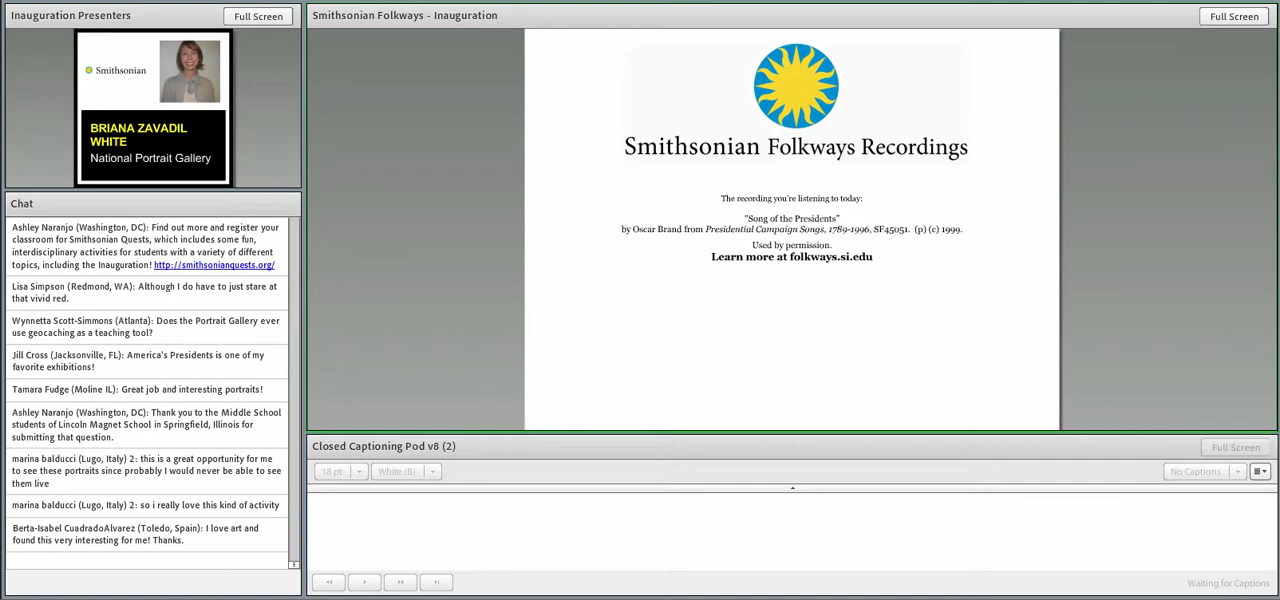 Inauguration Presenters
Full Screen
Smithsonian
BRIANA ZAVADIL
WHITE
National Portrait Gallery
Chat
Ashley Naranjo (Washington, DC): Find out more and register your
classroom for Smithsonian Quests, which includes some fun,
interdisciplinary activities for students with a variety of different
topics, including the Inauguration! http://smithsonianquests.org/
Lisa Simpson (Redmond, WA): Although I do have to just stare at
that vivid red.
Wynnetta Scott-Simmons (Atlanta): Does the Portrait Gallery ever
use geocaching as a teaching tool?
Jill Cross (Jacksonville, FL): America's Presidents is one of my
favorite exhibitions!
Tamara Fudge (Moline IL): Great job and interesting portraits!
Ashley Naranjo (Washington, DC): Thank you to the Middle School
students of Lincoln Magnet School in Springfield, Illinois for
submitting that question.
marina balducci (Lugo, Italy) 2: this is a great opportunity for me
to see these portraits since probably I would never be able to see
them live
marina balducci (Lugo, Italy) 2: so i really love this kind of activity
Berta-Isabel CuadradoAlvarez (Toledo, Spain): I love art and
found this very interesting for me! Thanks.
Smithsonian Folkways - Inauguration
Full Screen
Smithsonian Folkways Recordings
The recording you're listening to today:
"Song of the Presidents"
by Oscar Brand from Presidential Campaign Songs, 1789-1996, SF45051. (p) (c) 1999.
Used by permission.
Learn more at folkways.si.edu
Closed Captioning Pod v8 (2)
Full Screen
18 pt
White (B)
No Captions
Waiting for Captions